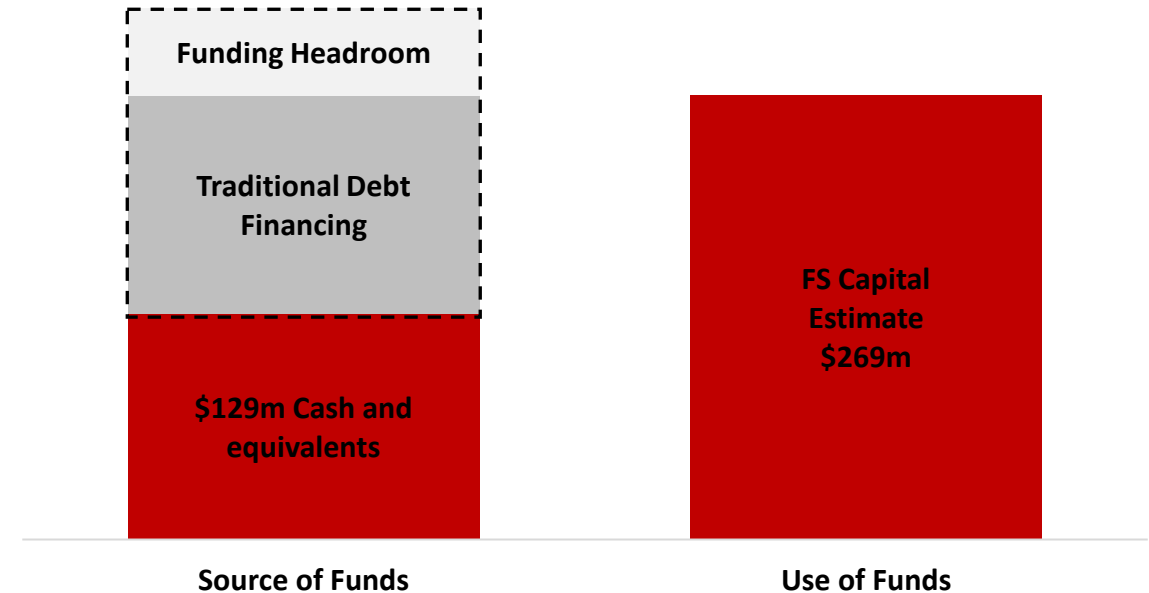 Funding Headroom
Traditional Debt
Financing
$129m Cash and
equivalents
FS Capital
Estimate
$269m
Source of Funds
Use of Funds